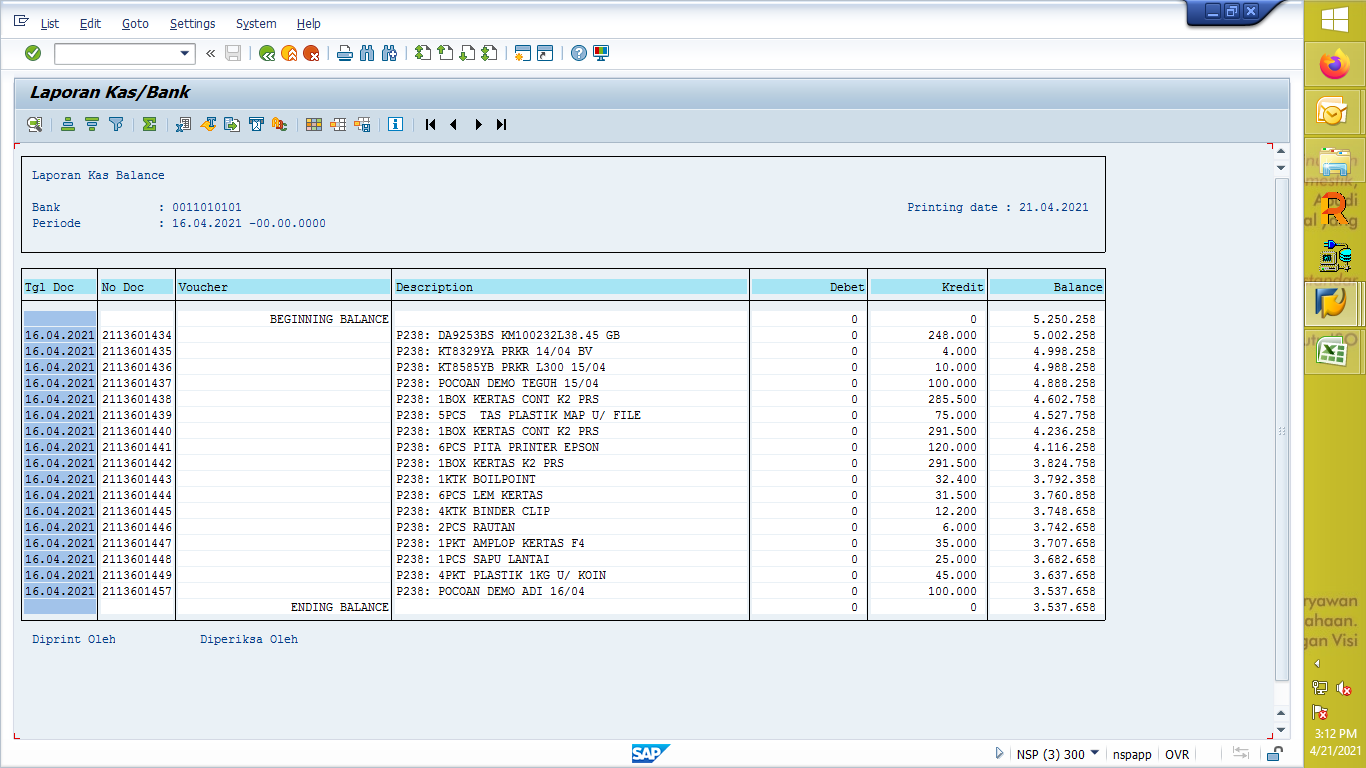 List Edit Goto Settings System Help
Laporan Kas/Bank
Laporan Kas Balance
Bank : 0011010101 Printing date : 21.04.2021
Periode : 16.04.2021 -00.00.0000
Tgl Doc No Doc Voucher Description Debet Kredit Balance
BEGINNING BALANCE 0 0 5.250.258
16.04.2021 2113601434 P238: DA9253BS KM100232L38.45 GB 0 248.000 5.002.258
16.04.2021 2113601435 P238: KT8329YA PRKR 14/04 BV 0 4.000 4.998.258
16.04.2021 2113601436 P238: KT8585YB PRKR L300 15/04 0 10.000 4.988.258
16.04.2021 2113601437 P238: POCOAN DEMO TEGUH 15/04 0 100.000 4.888.258
16.04.2021 2113601438 P238: 1BOX KERTAS CONT K2 PRS 0 285.500 4.602.758
16.04.2021 2113601439 P238: 5PCS  TAS PLASTIK MAP U/ FILE 0 75.000 4.527.758
16.04.2021 2113601440 P238: 1BOX KERTAS CONT K2 PRS 0 291.500 4.236.258
16.04.2021 2113601441 P238: 6PCS PITA PRINTER EPSON 0 120.000 4.116.258
16.04.2021 2113601442 P238: 1BOX KERTAS K2 PRS 0 291.500 3.824.758
16.04.2021 2113601443 P238: 1KTK BOILPOINT 0 32.400 3.792.358
16.04.2021 2113601444 P238: 6PCS LEM KERTAS 0 31.500 3.760.858
16.04.2021 2113601445 P238: 4KTK BINDER CLIP 0 12.200 3.748.658
16.04.2021 2113601446 P238: 2PCS RAUTAN 0 6.000 3.742.658
16.04.2021 2113601447 P238: 1PKT AMPLOP KERTAS F4 0 35.000 3.707.658
16.04.2021 2113601448 P238: 1PCS SAPU LANTAI 0 25.000 3.682.658
16.04.2021 2113601449 P238: 4PKT PLASTIK 1KG U/ KOIN 0 45.000 3.637.658
16.04.2021 2113601457 P238: POCOAN DEMO ADI 16/04 0 100.000 3.537.658
ENDING BALANCE 0 0 3.537.658
Diprint Oleh Diperiksa Oleh
SAP
NSP (3) 300 nspapp OVR
ryawan
ahaan.
gan Visi
3:12 PM
4/21/2021